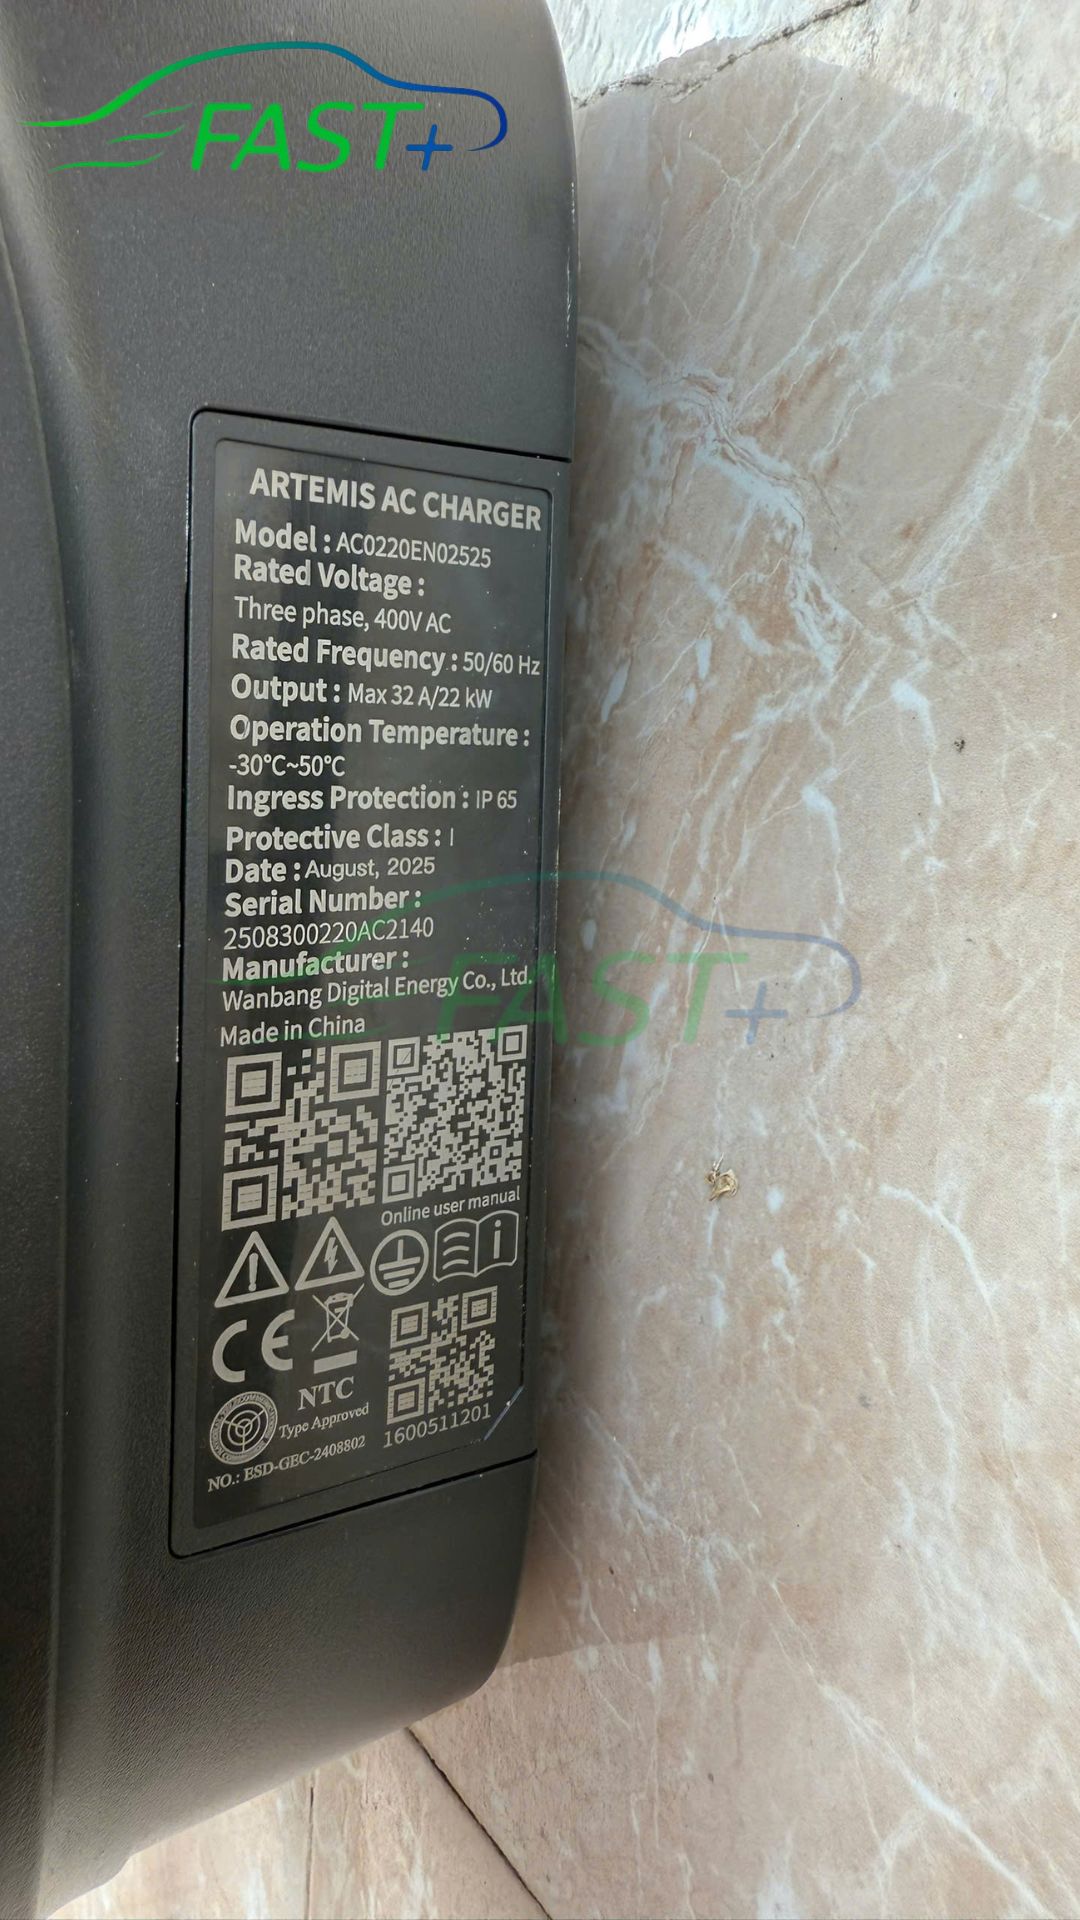 FAST+
ARTEMIS AC CHARGER
Model : AC0220EN02525
Rated Voltage :
Three phase, 400V AC
Rated Frequency : 50/60 Hz
Output : Max 32 A/22 kW
Operation Temperature :
-30°C~50°C
Ingress Protection : IP 65
Protective Class : I
Date : August, 2025
Serial Number :
2508300220AC2140
Manufacturer :
Wanbang Digital Energy Co., Ltd.
Made in China
FAST+
Online user manual
CE
NTC
Type Approved
NO.: ESD-GEC-2408802
1600511201